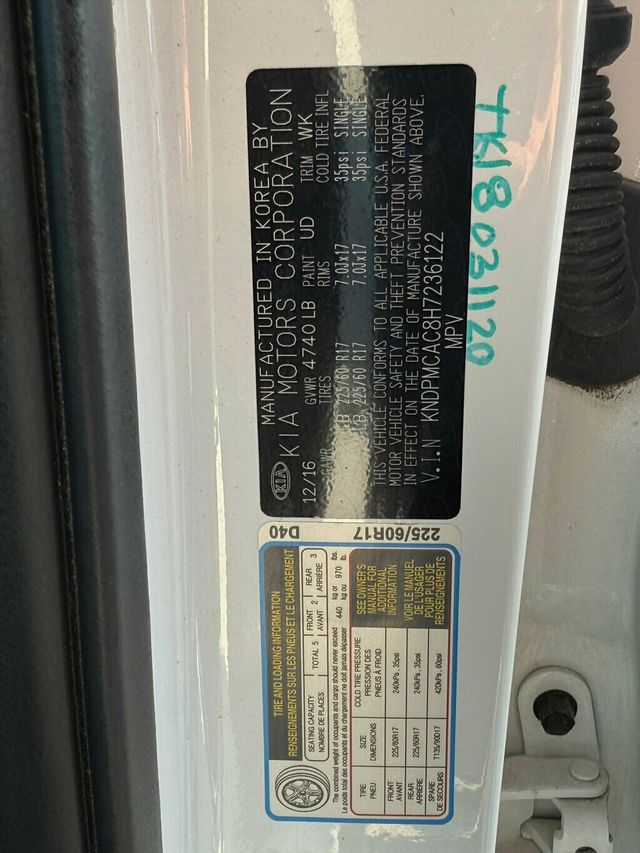 MANUFACTURED IN KOREA BY
KIA KIA MOTORS CORPORATION
12/16 GVWR 4740 LB PAINT UD TRIM WK
GAWR TIRES RIMS COLD TIRE INFL
LB 225/60 R17 7.0Jx17 35psi SINGLE
LB 225/60 R17 7.0Jx17 35psi SINGLE
THIS VEHICLE CONFORMS TO ALL APPLICABLE U.S.A. FEDERAL
MOTOR VEHICLE SAFETY AND THEFT PREVENTION STANDARDS
IN EFFECT ON THE DATE OF MANUFACTURE SHOWN ABOVE.
V.I.N KNDPMCAC8H7236122
MPV
TK18031120
D40
225/60R17
TIRE AND LOADING INFORMATION
RENSEIGNEMENTS SUR LES PNEUS ET LE CHARGEMENT
SEATING CAPACITY TOTAL 5 FRONT 2 REAR 3
NOMBRE DE PLACES AVANT ARRIÈRE
The combined weight of occupants and cargo should never exceed 440 kg or 970 lbs.
Le poids total des occupants et du chargement ne doit jamais dépasser kg ou lb.
TIRE SIZE COLD TIRE PRESSURE
PNEU DIMENSIONS PRESSION DES PNEUS À FROID
FRONT AVANT 225/60R17 240kPa, 35psi
REAR ARRIÈRE 225/60R17 240kPa, 35psi
SPARE DE SECOURS T135/90D17 420kPa, 60psi
SEE OWNER'S
MANUAL FOR
ADDITIONAL
INFORMATION
VOIR LE MANUEL
DE L'USAGER
POUR PLUS DE
RENSEIGNEMENTS